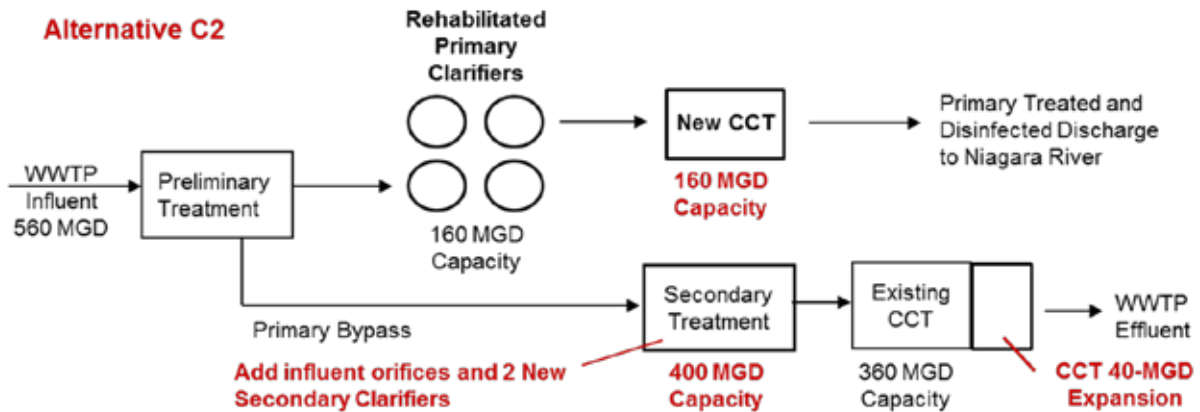 Alternative C2
Rehabilitated
Primary
Clarifiers
New CCT
160 MGD
Capacity
Primary Treated and
Disinfected Discharge
to Niagara River
WWTP
Influent
560 MGD
Preliminary
Treatment
160 MGD
Capacity
Primary Bypass
Secondary
Treatment
Existing
CCT
WWTP
Effluent
Add influent orifices and 2 New
Secondary Clarifiers
400 MGD
Capacity
360 MGD
Capacity
CCT 40-MGD
Expansion